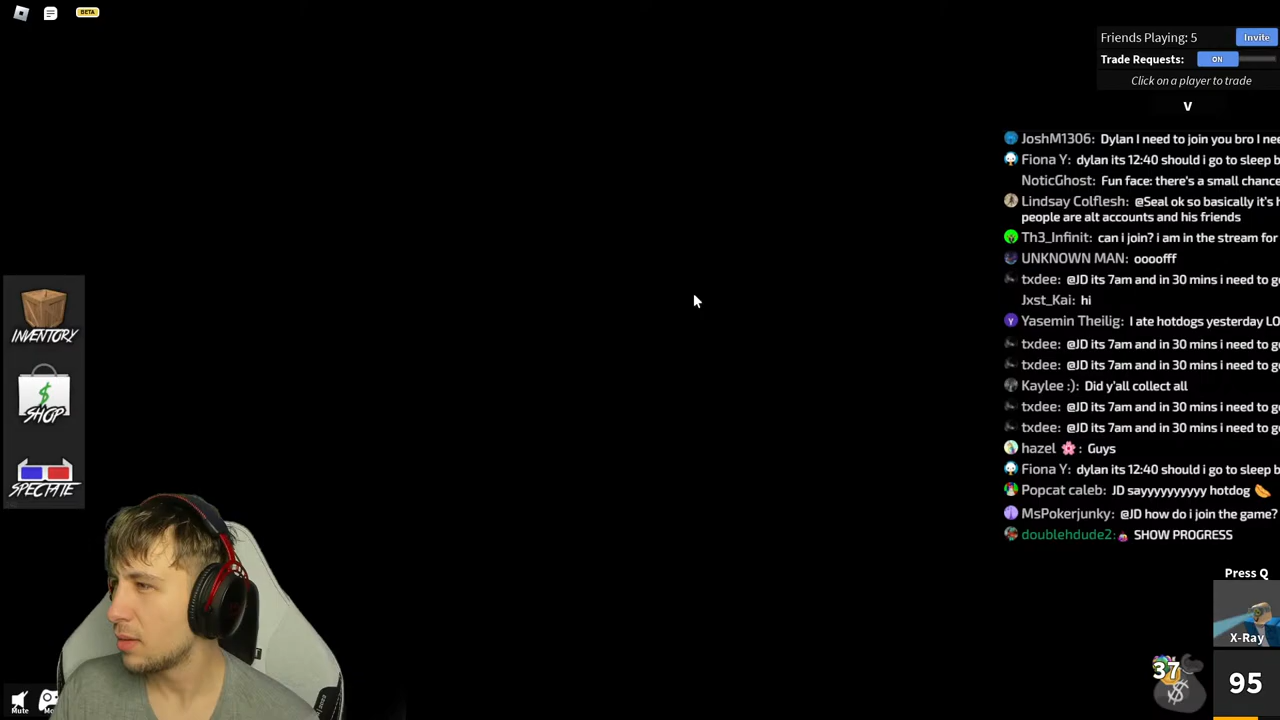 BETA
Friends Playing: 5 Invite
Trade Requests: ON
Click on a player to trade
v
JoshM1306: Dylan I need to join you bro I
Fiona Y: dylan its 12:40 should i go to sleep
NoticGhost: Fun face: there's a small chance
Lindsay Colflesh: @Seal ok so basically it's
people are alt accounts and his friends
Th3_Infinit: can i join? i am in the stream for
UNKNOWN MAN: oooofff
txdee: @JD its 7am and in 30 mins i need to
Jxst_Kai: hi
Yasemin Theilig: I ate hotdogs yesterday
txdee: @JD its 7am and in 30 mins i need to
txdee: @JD its 7am and in 30 mins i need to
Kaylee :): Did y'all collect all
txdee: @JD its 7am and in 30 mins i need to
txdee: @JD its 7am and in 30 mins i need to
hazel 🌸: Guys
Fiona Y: dylan its 12:40 should i go to sleep
Popcat caleb: JD sayyyyyyyyy hotdog 🌭
MsPokerjunky: @JD how do i join the game?
doublehdude2: SHOW PROGRESS
INVENTORY
SHOP
SPECTATE
Press Q
X-Ray
37
95
Mute